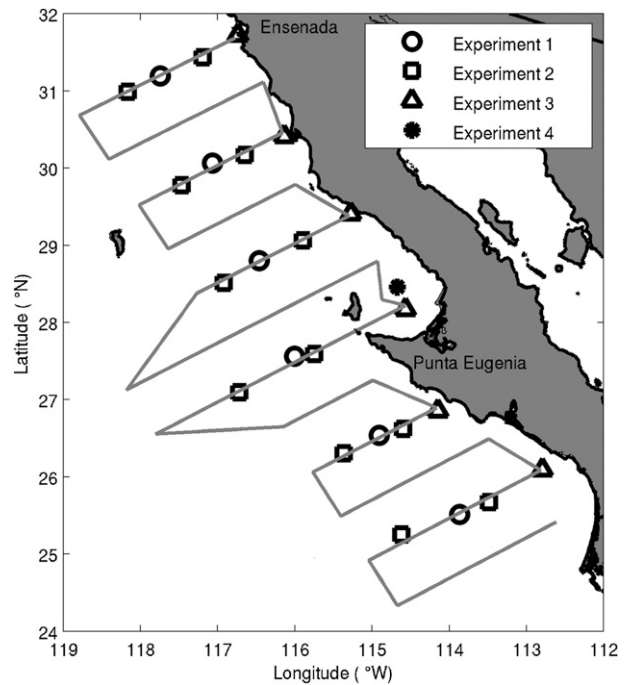 32
31
30
29
28
27
26
25
24
Latitude ( °N)
Ensenada
Experiment 1
Experiment 2
Experiment 3
Experiment 4
Punta Eugenia
119 118 117 116 115 114 113 112
Longitude ( °W)